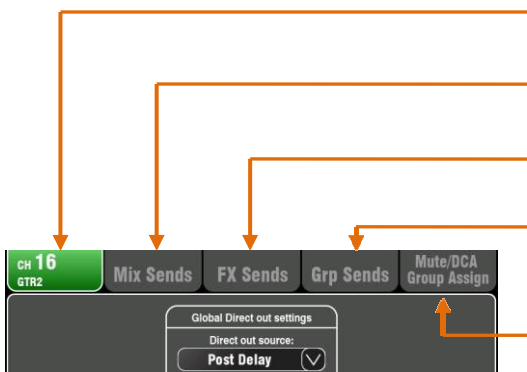 CH 16
GTR2
Mix Sends
FX Sends
Grp Sends
Mute/DCA
Group Assign
Global Direct out settings
Direct out source:
Post Delay